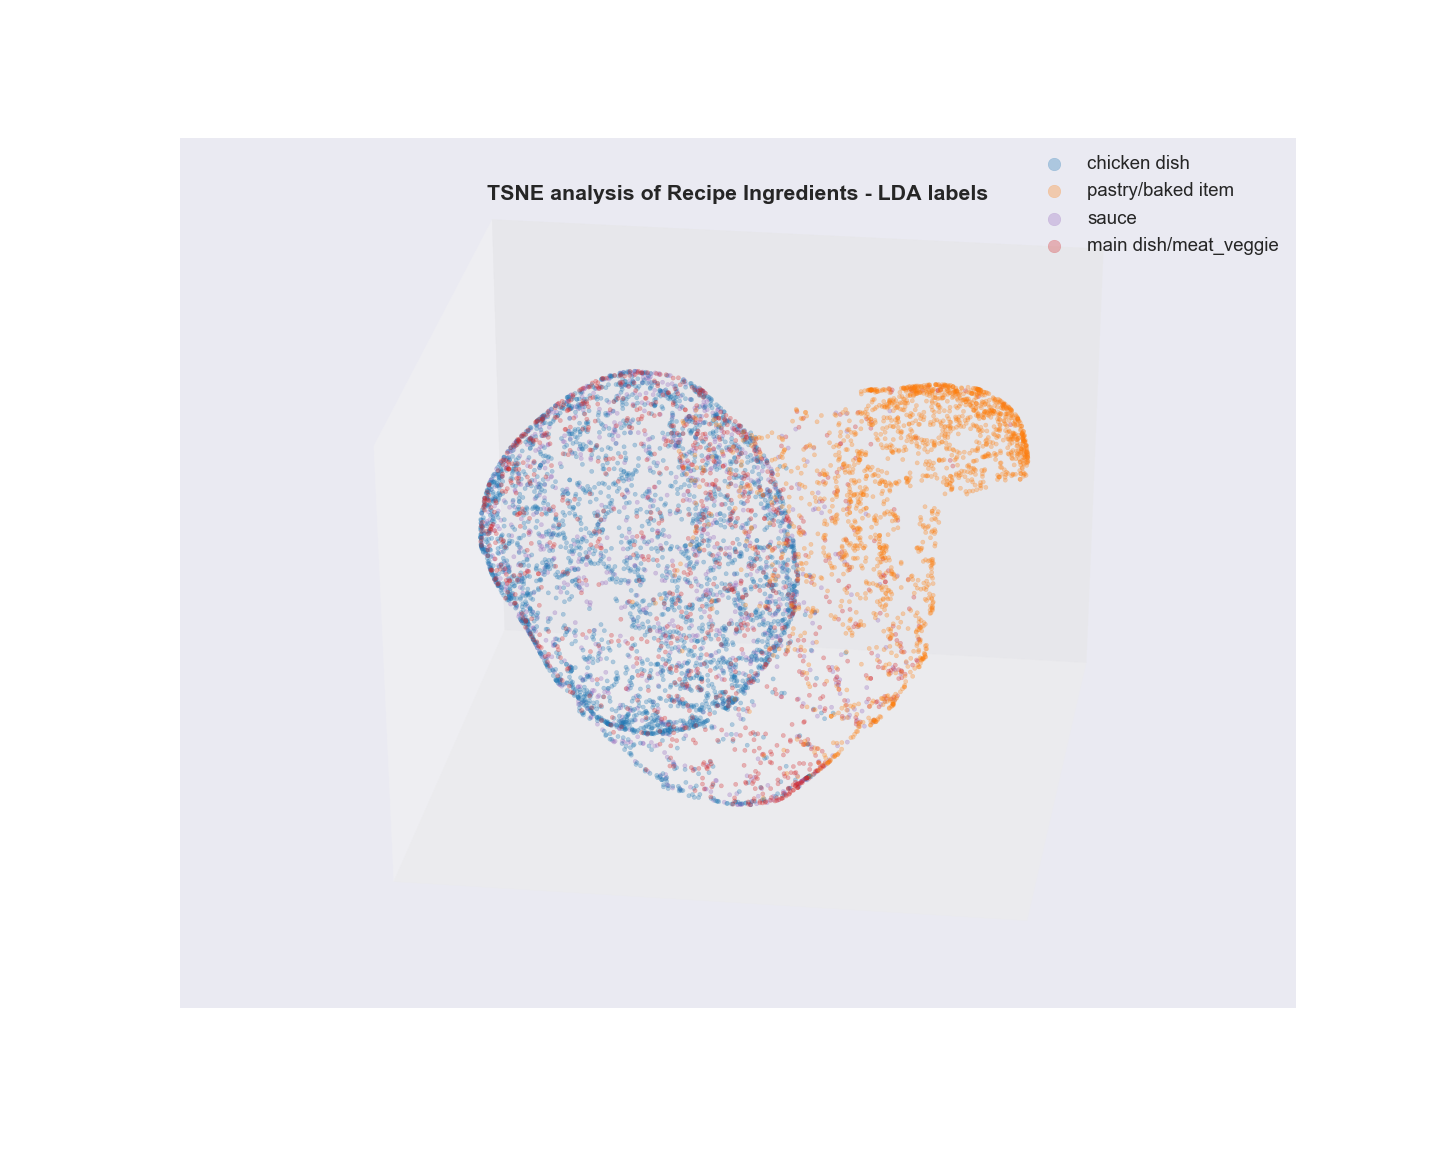 TSNE analysis of Recipe Ingredients - LDA labels
chicken dish
pastry/baked item
sauce
main dish/meat_veggie